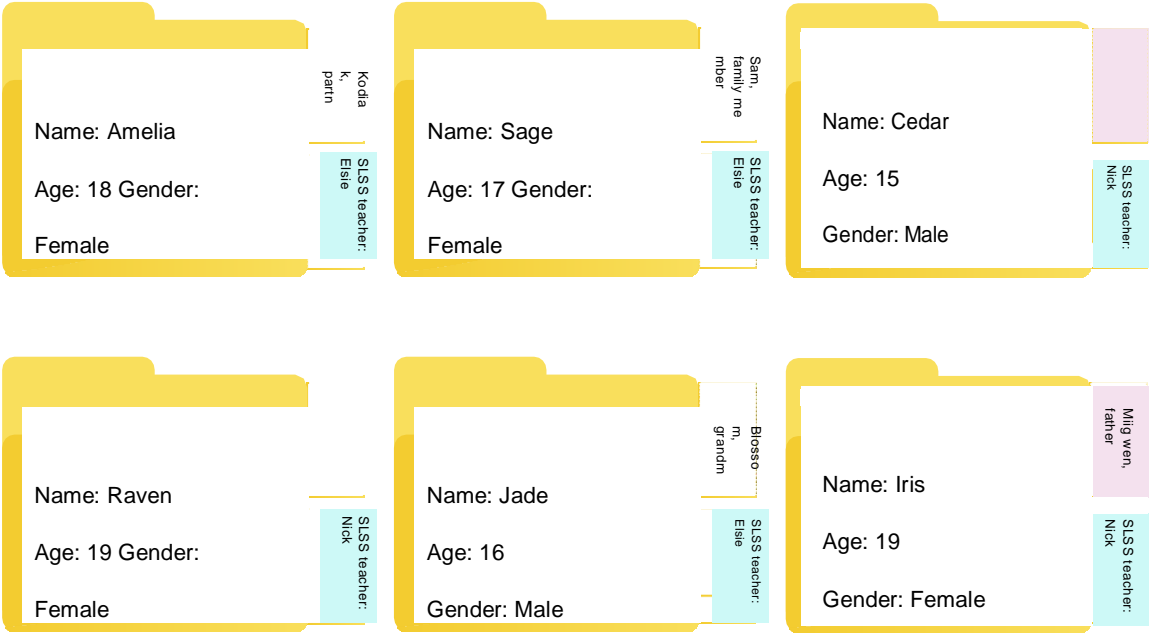 Name: Amelia
Age: 18 Gender:
Female
Kodia
k,
partn
SLSS teacher:
Elsie
Name: Sage
Age: 17 Gender:
Female
Sam,
family me
mber
SLSS teacher:
Elsie
Name: Cedar
Age: 15
Gender: Male
SLSS teacher:
Nick
Name: Raven
Age: 19 Gender:
Female
SLSS teacher:
Nick
Name: Jade
Age: 16
Gender: Male
Blosso
m,
grandm
SLSS teacher:
Elsie
Name: Iris
Age: 19
Gender: Female
Miig wen,
father
SLSS teacher:
Nick